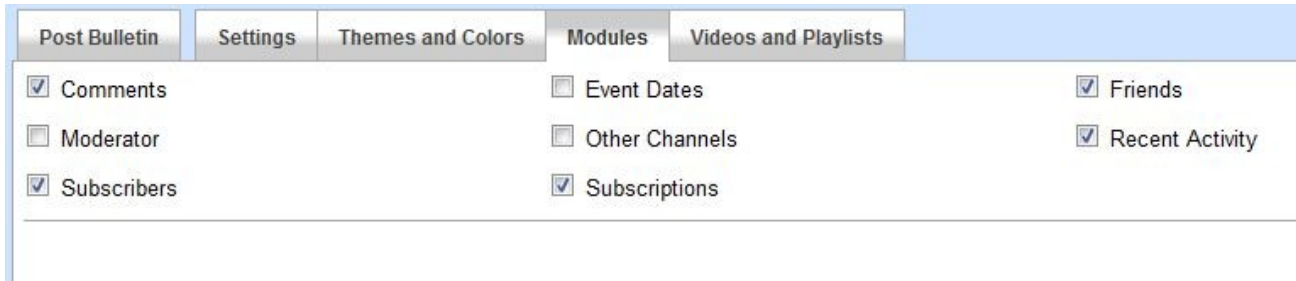 Post Bulletin Settings Themes and Colors Modules Videos and Playlists
Comments Event Dates Friends
Moderator Other Channels Recent Activity
Subscribers Subscriptions